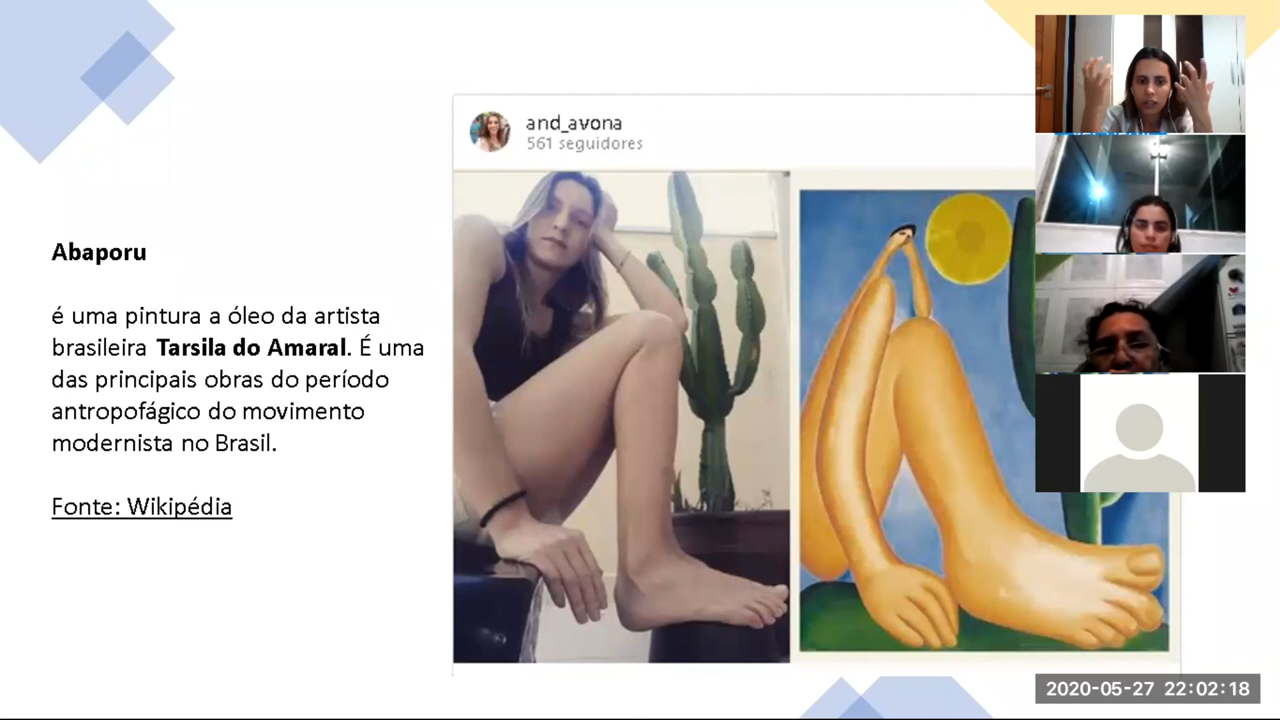 and_avona
561 seguidores
Abaporu
é uma pintura a óleo da artista
brasileira Tarsila do Amaral. É uma
das principais obras do período
antropofágico do movimento
modernista no Brasil.
Fonte: Wikipédia
2020-05-27 22:02:18